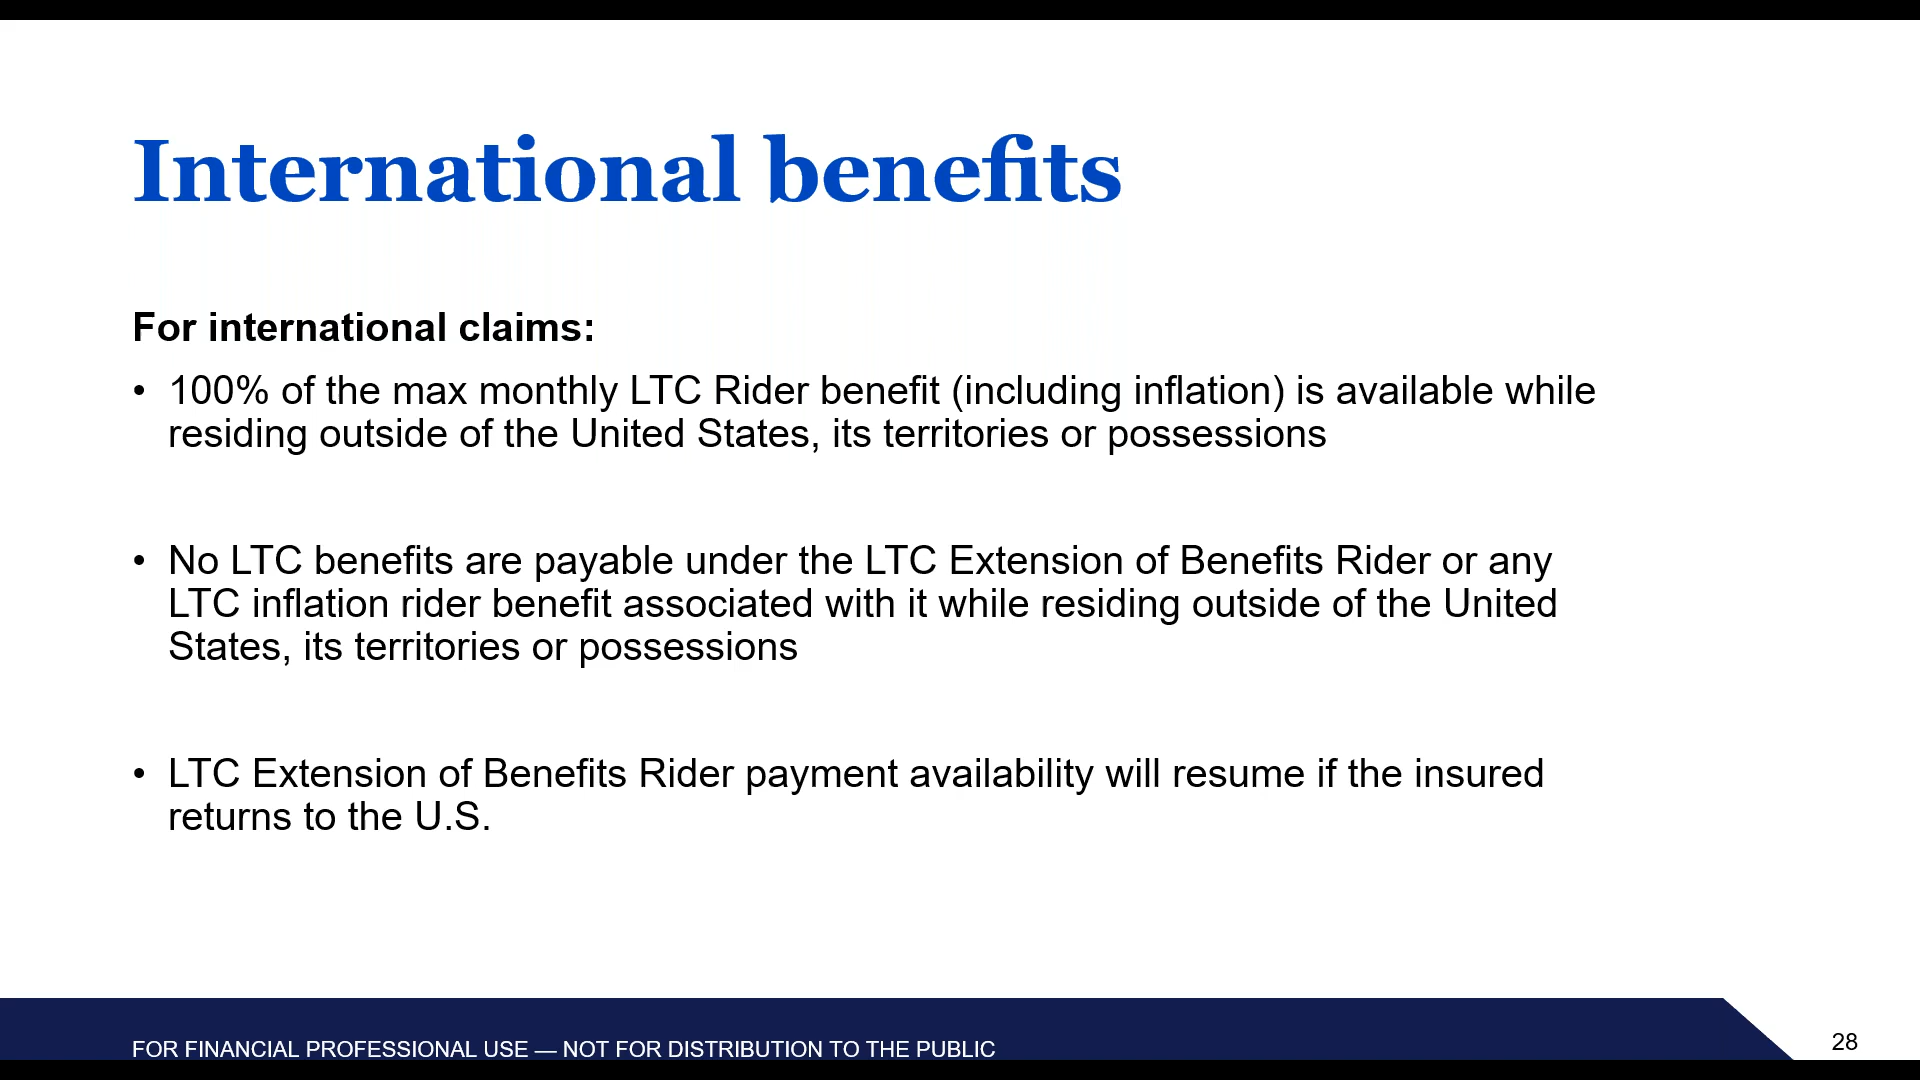 International benefits
For international claims:
• 100% of the max monthly LTC Rider benefit (including inflation) is available while
residing outside of the United States, its territories or possessions
• No LTC benefits are payable under the LTC Extension of Benefits Rider or any
LTC inflation rider benefit associated with it while residing outside of the United
States, its territories or possessions
• LTC Extension of Benefits Rider payment availability will resume if the insured
returns to the U.S.
FOR FINANCIAL PROFESSIONAL USE — NOT FOR DISTRIBUTION TO THE PUBLIC
28